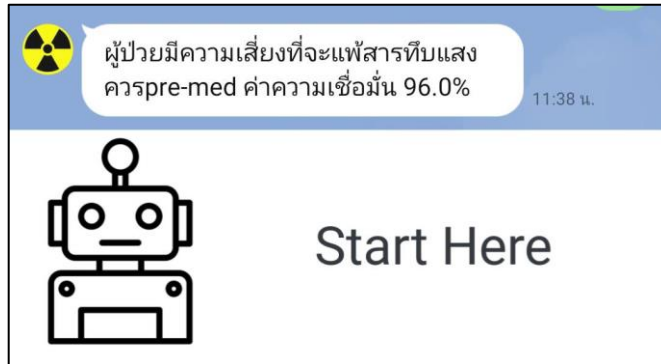 ผู้ป่วยมีความเสี่ยงที่จะแพ้สารทึบแสง
ควรpre-med ค่าความเชื่อมั่น 96.0%
11:38 น.
Start Here